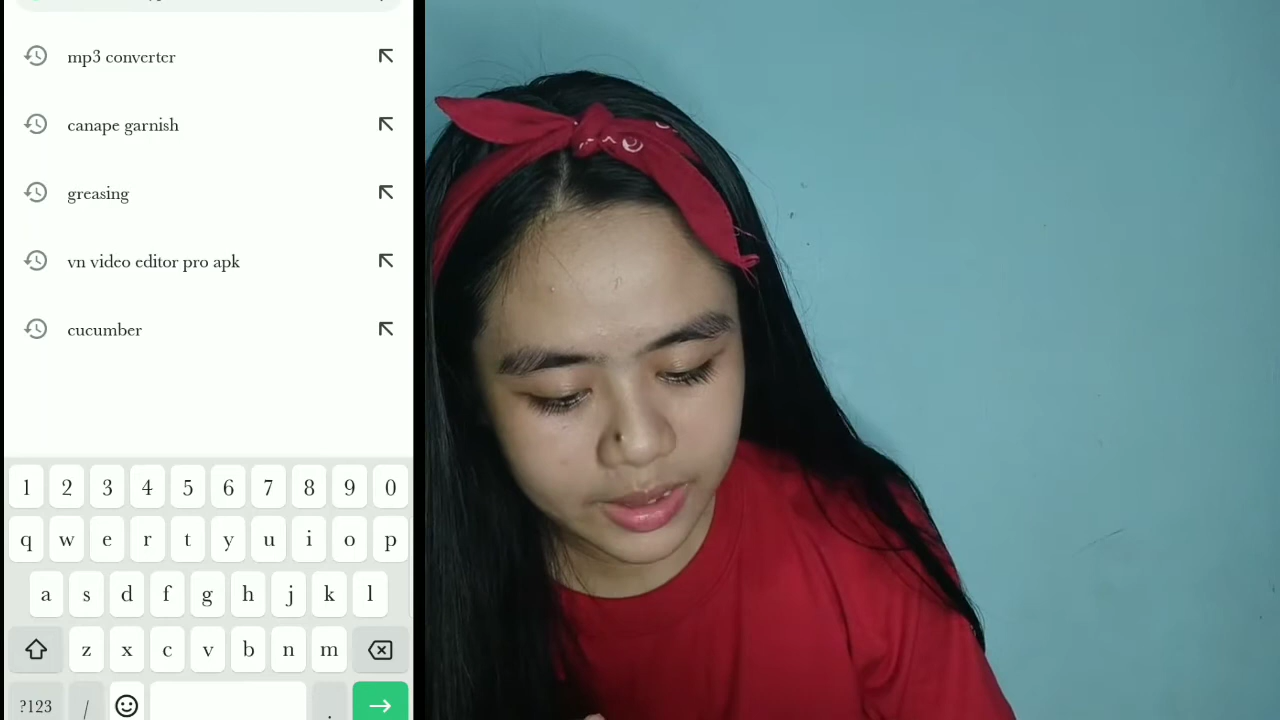 mp3 converter
canape garnish
greasing
vn video editor pro apk
cucumber
1 2 3 4 5 6 7 8 9 0
q w e r t y u i o p
a s d f g h j k l
z x c v b n m
?123 / .